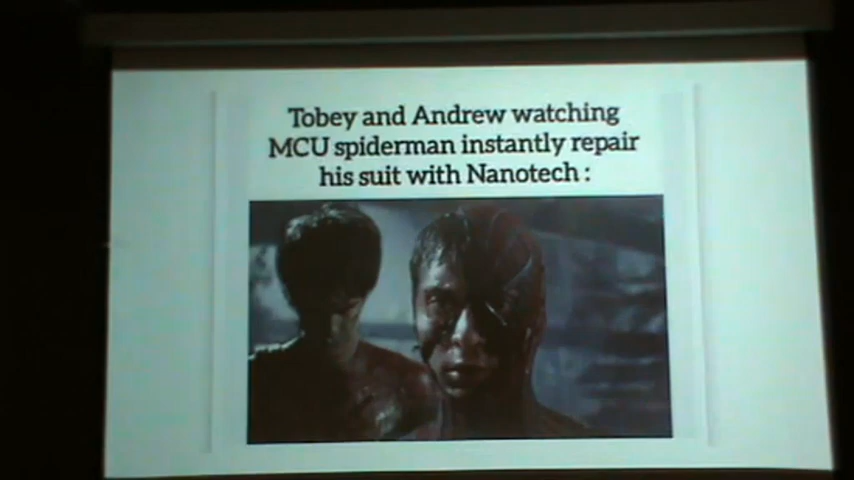 Tobey and Andrew watching
MCU spiderman instantly repair
his suit with Nanotech :